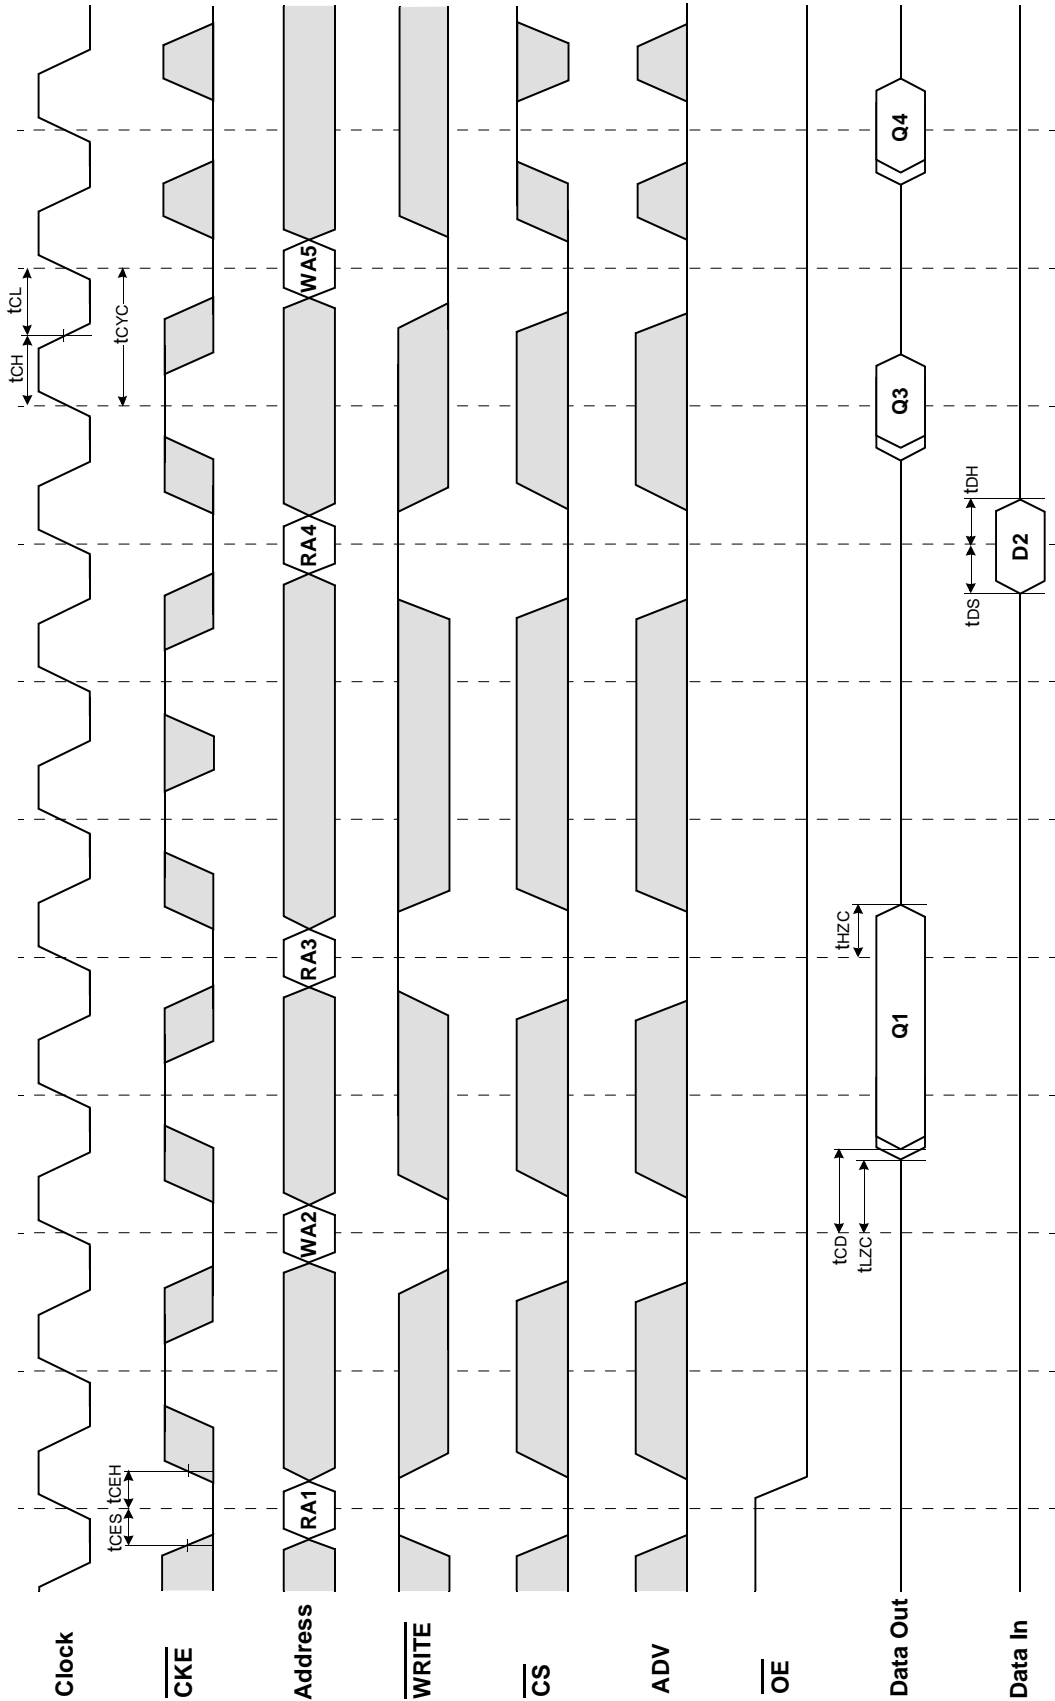 Clock
tCH
tCL
tCYC
tCES
tCEH
CKE
Address
RA1
WA2
RA3
RA4
WA5
WRITE
CS
ADV
OE
tCD
tLZC
tHZC
Data Out
Q1
Q3
Q4
tDS
tDH
Data In
D2